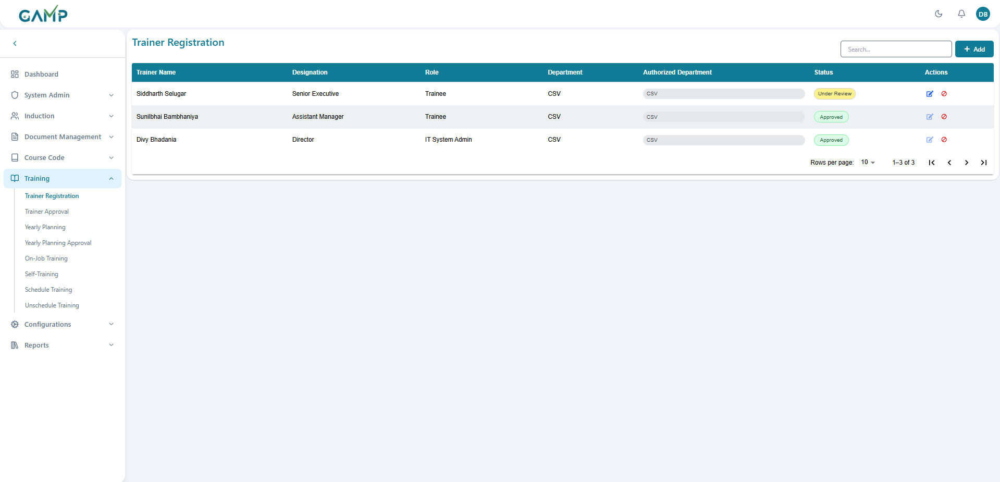 GAMP
DB
Trainer Registration
Search...
Add
Dashboard
System Admin
Induction
Document Management
Course Code
Training
Trainer Registration
Trainer Approval
Yearly Planning
Yearly Planning Approval
On-Job Training
Self-Training
Schedule Training
Unschedule Training
Configurations
Reports
Trainer Name Designation Role Department Authorized Department Status Actions
Siddharth Selugar Senior Executive Trainee CSV CSV Under Review
Sunilbhai Bambhaniya Assistant Manager Trainee CSV CSV Approved
Divy Bhadania Director IT System Admin CSV CSV Approved
Rows per page: 10 1–3 of 3